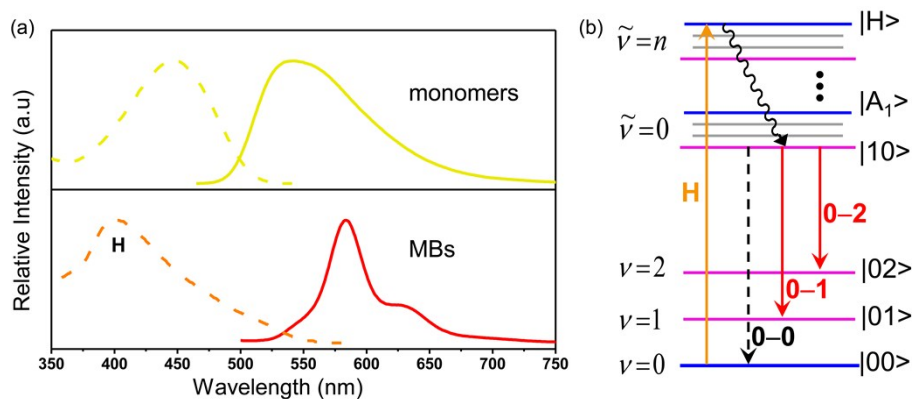 (a)
Relative Intensity (a.u)
monomers
MBs
H
350 400 450 500 550 600 650 700 750
Wavelength (nm)
(b)
ṽ=n
|H>
ṽ=0
|A₁>
|10>
H
0–2
ν=2
|02>
0–1
ν=1
|01>
0–0
ν=0
|00>